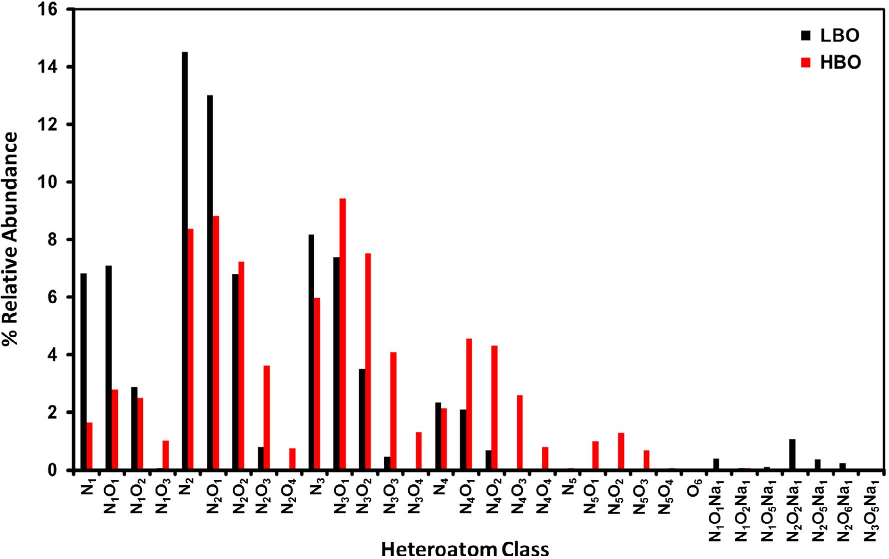 16
14
12
10
8
6
4
2
0
% Relative Abundance
LBO
HBO
N₁
N₁O₁
N₁O₂
N₁O₃
N₂
N₂O₁
N₂O₂
N₂O₃
N₂O₄
N₃
N₃O₁
N₃O₂
N₃O₃
N₃O₄
N₄
N₄O₁
N₄O₂
N₄O₃
N₄O₄
N₅
N₅O₁
N₅O₂
N₅O₃
N₅O₄
O₆
N₁O₁Na₁
N₁O₂Na₁
N₁O₅Na₁
N₂O₂Na₁
N₂O₅Na₁
N₂O₆Na₁
N₃O₅Na₁
Heteroatom Class